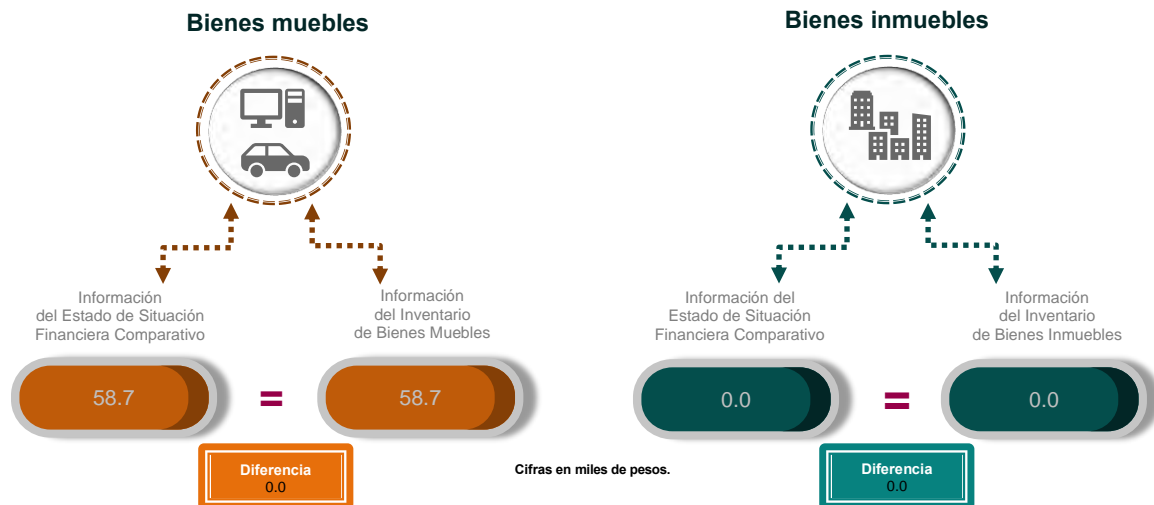 Bienes muebles
Información
del Estado de Situación
Financiera Comparativo
Información
del Inventario
de Bienes Muebles
58.7
=
58.7
Diferencia
0.0
Cifras en miles de pesos.
Bienes inmuebles
Información del
Estado de Situación
Financiera Comparativo
Información
del Inventario
de Bienes Inmuebles
0.0
=
0.0
Diferencia
0.0